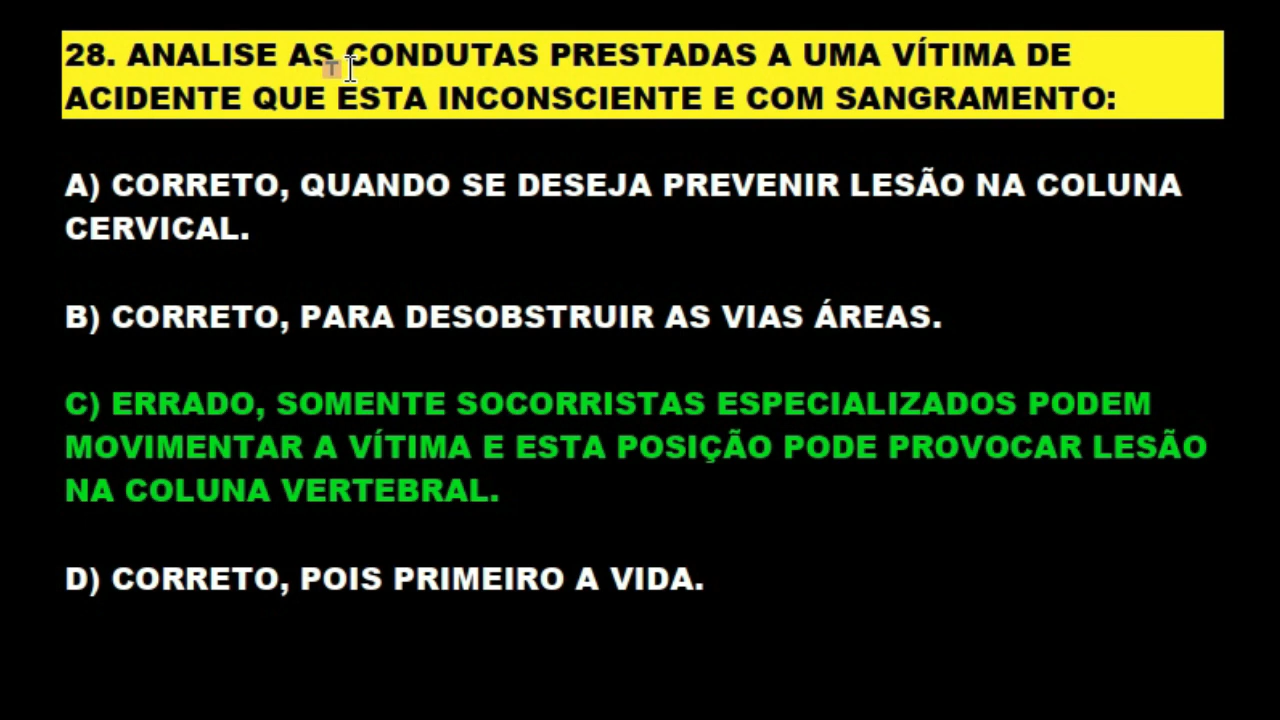 28. ANALISE AS CONDUTAS PRESTADAS A UMA VÍTIMA DE
ACIDENTE QUE ESTA INCONSCIENTE E COM SANGRAMENTO:
A) CORRETO, QUANDO SE DESEJA PREVENIR LESÃO NA COLUNA
CERVICAL.
B) CORRETO, PARA DESOBSTRUIR AS VIAS ÁREAS.
C) ERRADO, SOMENTE SOCORRISTAS ESPECIALIZADOS PODEM
MOVIMENTAR A VÍTIMA E ESTA POSIÇÃO PODE PROVOCAR LESÃO
NA COLUNA VERTEBRAL.
D) CORRETO, POIS PRIMEIRO A VIDA.